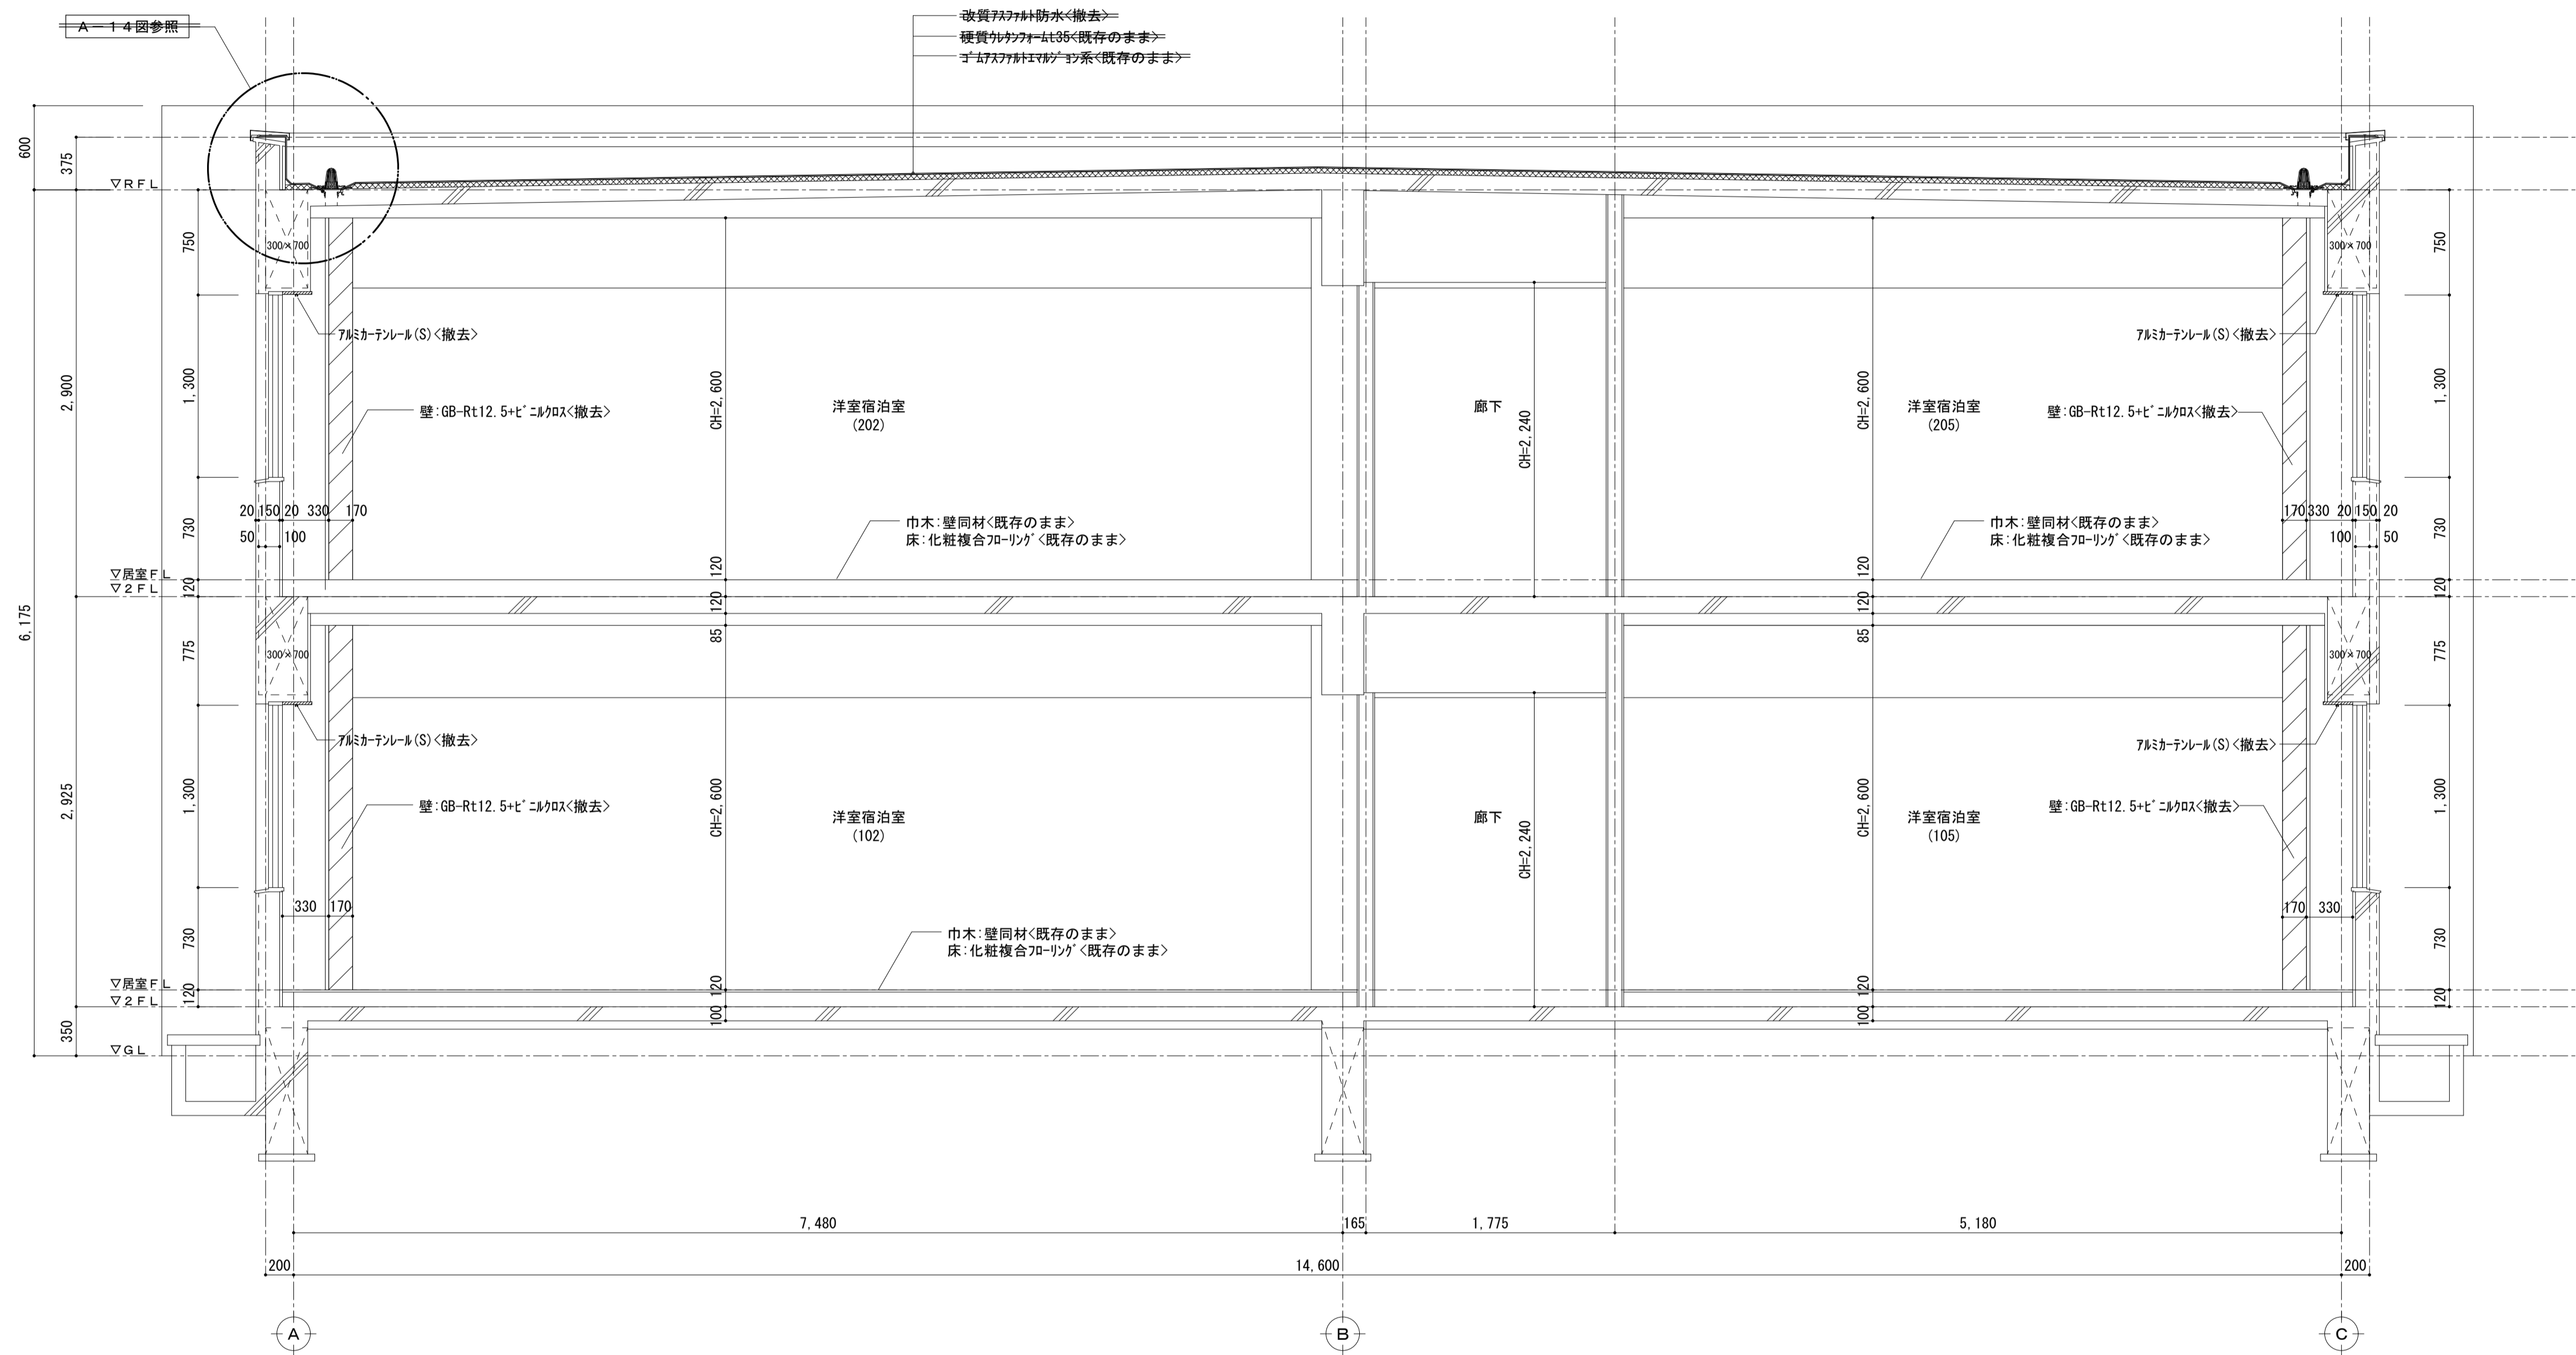 A－14図参照
改質ｱｽﾌｧﾙﾄ防水<撤去>
硬質ｳﾚﾀﾝﾌｫｰﾑt35<既存のまま>
ｺﾞﾑｱｽﾌｧﾙﾄｴﾏﾙｼﾞｮﾝ系<既存のまま>
600
375
▽ＲＦＬ
750
300×700
300×700
750
ｱﾙﾐｶｰﾃﾝﾚｰﾙ(S)<撤去>
ｱﾙﾐｶｰﾃﾝﾚｰﾙ(S)<撤去>
2,900
1,300
壁:GB-Rt12.5+ﾋﾞﾆﾙｸﾛｽ<撤去>
CH=2,600
洋室宿泊室
(202)
廊下
CH=2,240
CH=2,600
洋室宿泊室
(205)
壁:GB-Rt12.5+ﾋﾞﾆﾙｸﾛｽ<撤去>
1,300
20 150 20 330 170
50 100
730
巾木:壁同材<既存のまま>
床:化粧複合ﾌﾛｰﾘﾝｸﾞ<既存のまま>
巾木:壁同材<既存のまま>
床:化粧複合ﾌﾛｰﾘﾝｸﾞ<既存のまま>
170 330 20 150 20
100 50
730
▽居室ＦＬ
▽２ＦＬ
120
120
120
85
120
120
85
120
6,175
775
300×700
300×700
775
ｱﾙﾐｶｰﾃﾝﾚｰﾙ(S)<撤去>
ｱﾙﾐｶｰﾃﾝﾚｰﾙ(S)<撤去>
2,925
1,300
壁:GB-Rt12.5+ﾋﾞﾆﾙｸﾛｽ<撤去>
CH=2,600
洋室宿泊室
(102)
廊下
CH=2,240
CH=2,600
洋室宿泊室
(105)
壁:GB-Rt12.5+ﾋﾞﾆﾙｸﾛｽ<撤去>
1,300
330 170
170 330
730
巾木:壁同材<既存のまま>
床:化粧複合ﾌﾛｰﾘﾝｸﾞ<既存のまま>
730
▽居室ＦＬ
▽２ＦＬ
120
120
100
120
100
120
350
▽ＧＬ
7,480 165 1,775 5,180
200 14,600 200
A B C